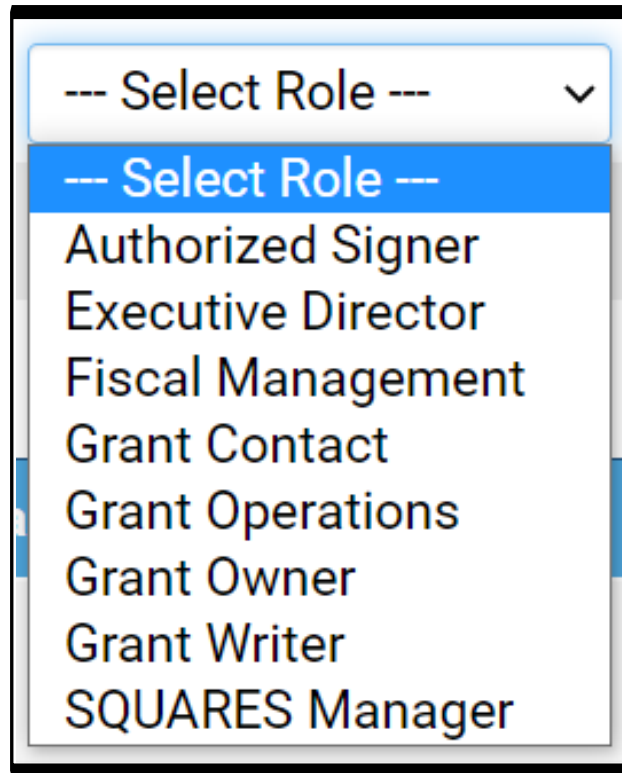 --- Select Role ---
--- Select Role ---
Authorized Signer
Executive Director
Fiscal Management
Grant Contact
Grant Operations
Grant Owner
Grant Writer
SQUARES Manager